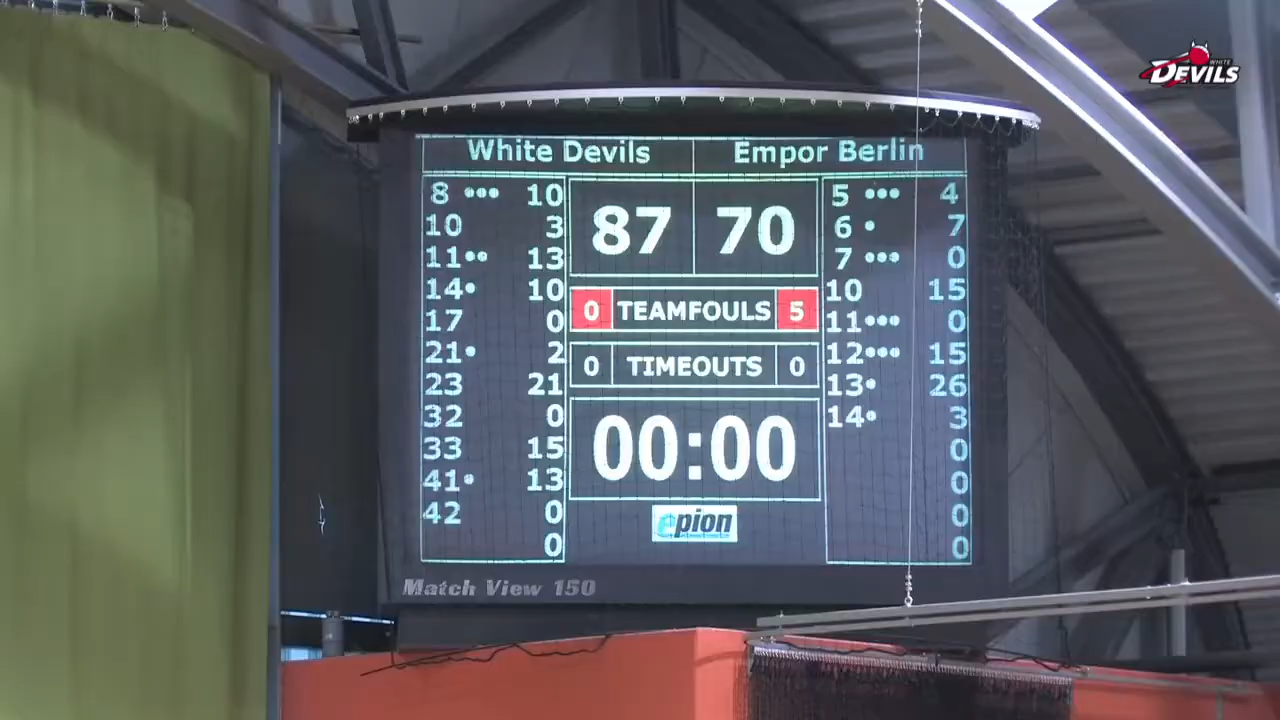 WHITE
DEVILS
White Devils Empor Berlin
87 70
0 TEAMFOULS 5
0 TIMEOUTS 0
00:00
epion
8 ••• 10
10 3
11 •• 13
14 • 10
17 0
21 • 2
23 21
32 0
33 15
41 • 13
42 0
0
5 ••• 4
6 • 7
7 ••• 0
10 15
11 ••• 0
12 ••• 15
13 • 26
14 • 3
0
0
0
0
Match View 150